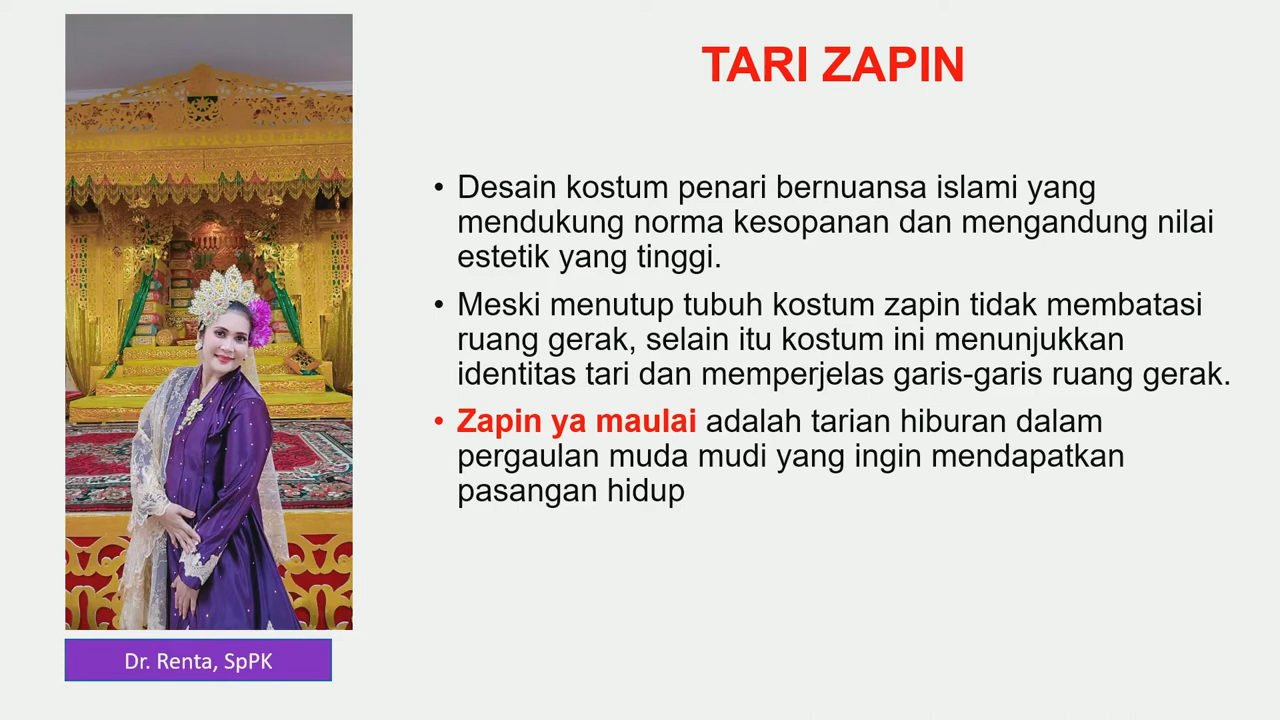 TARI ZAPIN
• Desain kostum penari bernuansa islami yang
mendukung norma kesopanan dan mengandung nilai
estetik yang tinggi.
• Meski menutup tubuh kostum zapin tidak membatasi
ruang gerak, selain itu kostum ini menunjukkan
identitas tari dan memperjelas garis-garis ruang gerak.
• Zapin ya maulai adalah tarian hiburan dalam
pergaulan muda mudi yang ingin mendapatkan
pasangan hidup
Dr. Renta, SpPK